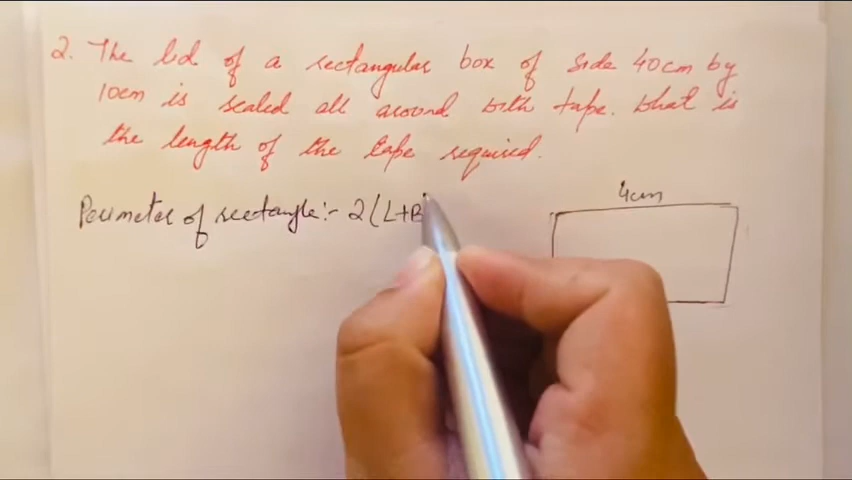 2. The lid of a rectangular box of side 40cm by
10cm is sealed all around with tape. What is
the length of the tape required.
4cm
Perimeter of rectangle:- 2(L+B